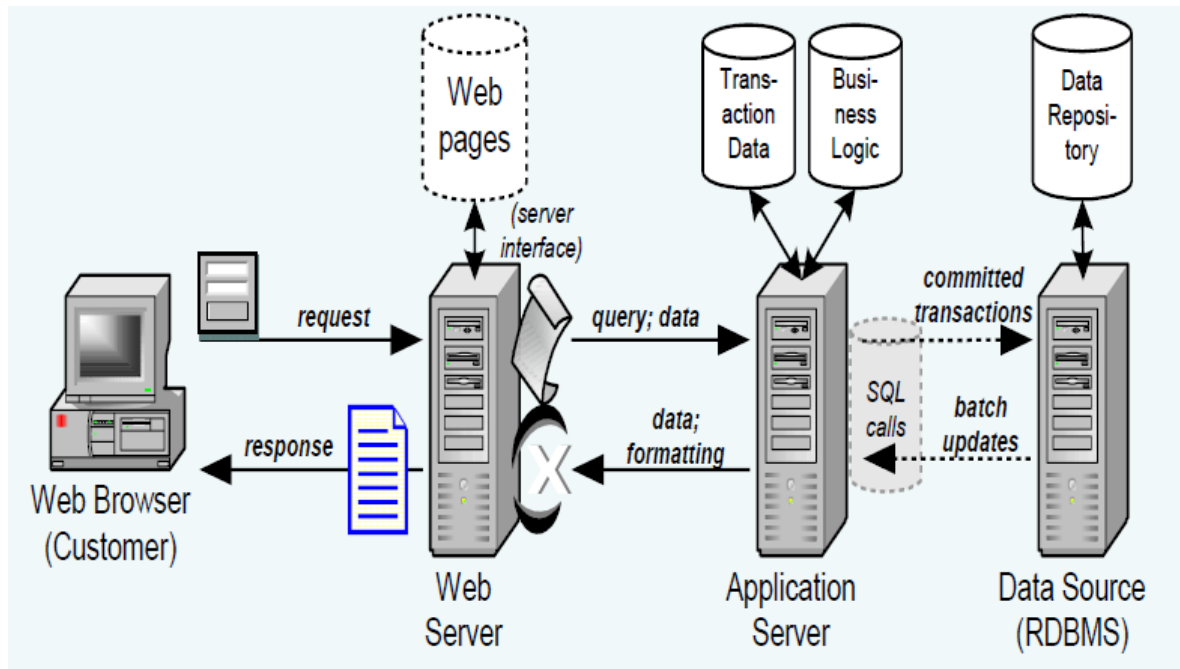 Web
pages
(server
interface)
Trans-
action
Data
Busi-
ness
Logic
Data
Reposi-
tory
request
query; data
committed
transactions
SQL
calls
batch
updates
data;
formatting
X
response
Web Browser
(Customer)
Web
Server
Application
Server
Data Source
(RDBMS)